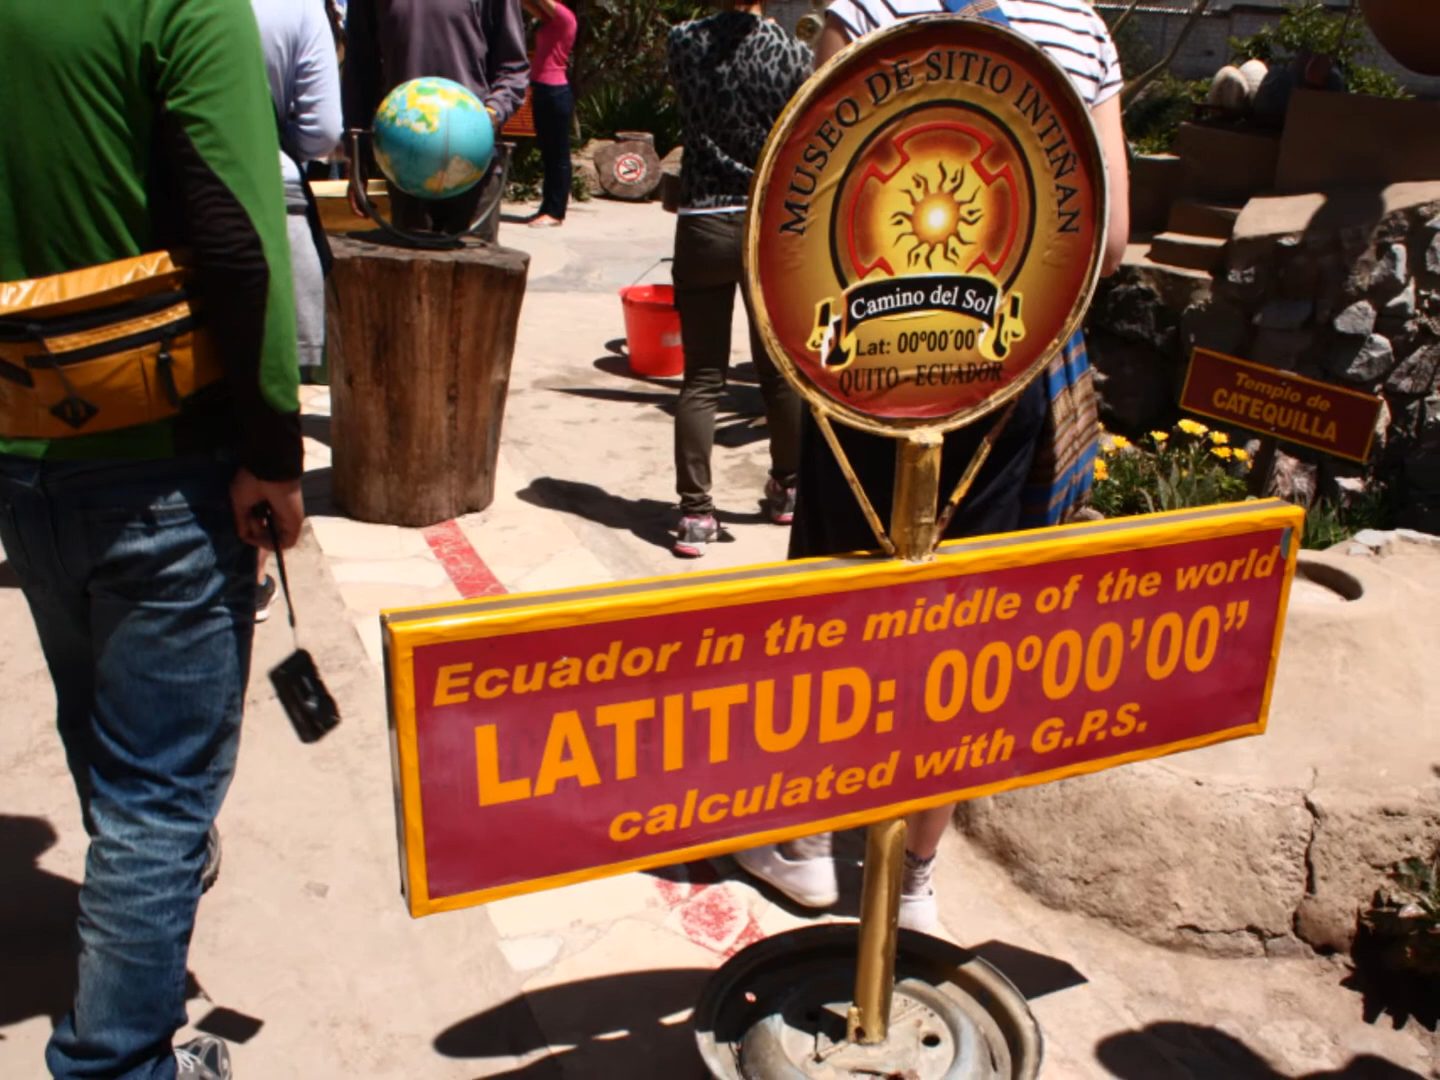 MUSEO DE SITIO INTIÑAN
Camino del Sol
Lat: 00º00'00"
QUITO - ECUADOR
Templo de
CATEQUILLA
Ecuador in the middle of the world
LATITUD: 00º00’00”
calculated with G.P.S.